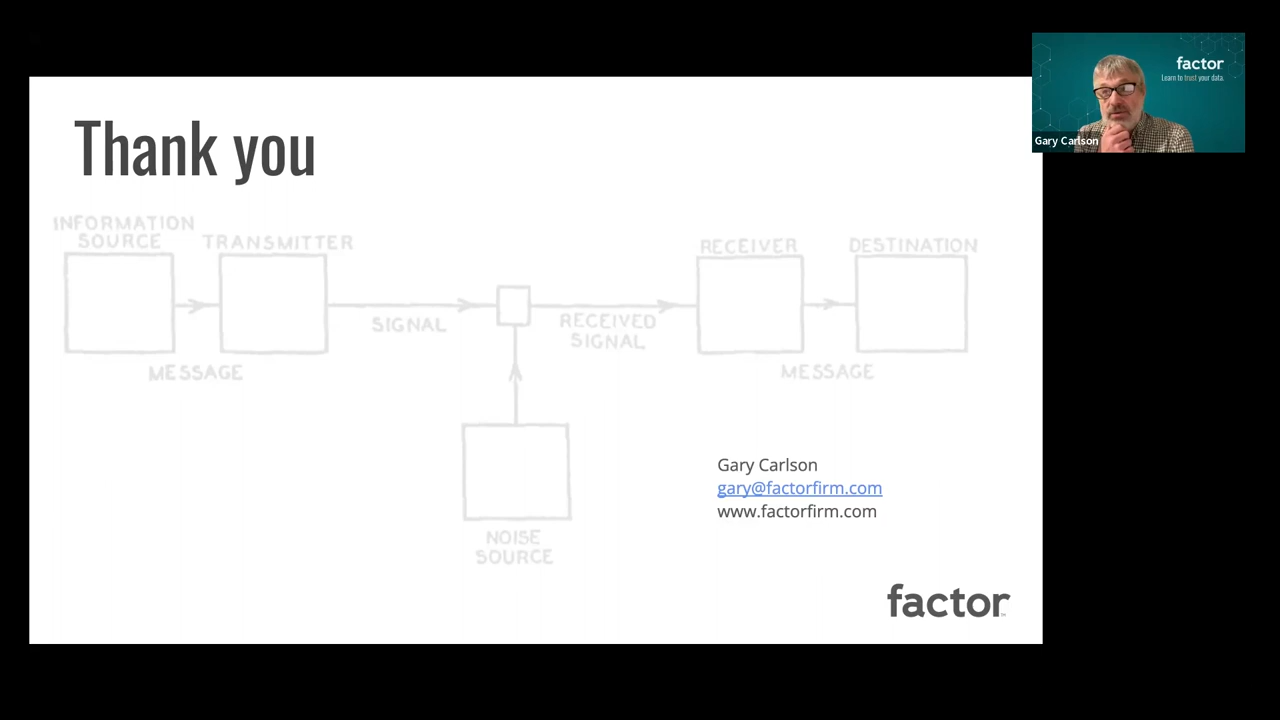 factor
Learn to trust your data.
Gary Carlson
Thank you
INFORMATION
SOURCE
TRANSMITTER
RECEIVER
DESTINATION
SIGNAL
RECEIVED
SIGNAL
MESSAGE
MESSAGE
NOISE
SOURCE
Gary Carlson
gary@factorfirm.com
www.factorfirm.com
factor